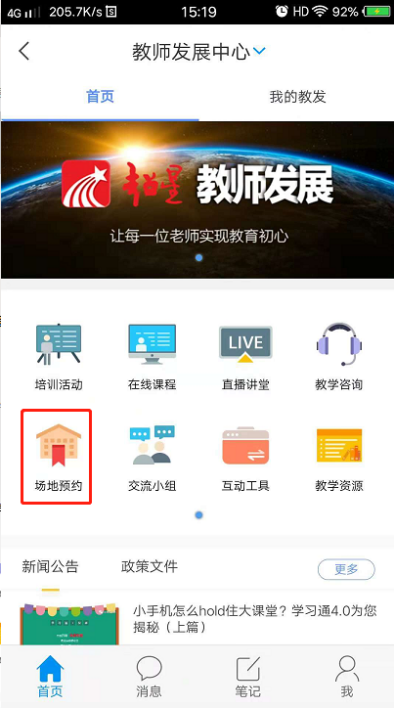 4G 205.7K/s 15:19 HD 92%
教师发展中心
首页 我的教发
超星 教师发展
让每一位老师实现教育初心
LIVE
培训活动 在线课程 直播讲堂 教学咨询
场地预约 交流小组 互动工具 教学资源
新闻公告 政策文件 更多
小手机怎么hold住大课堂？学习通4.0为您
揭秘（上篇）
首页 消息 笔记 我